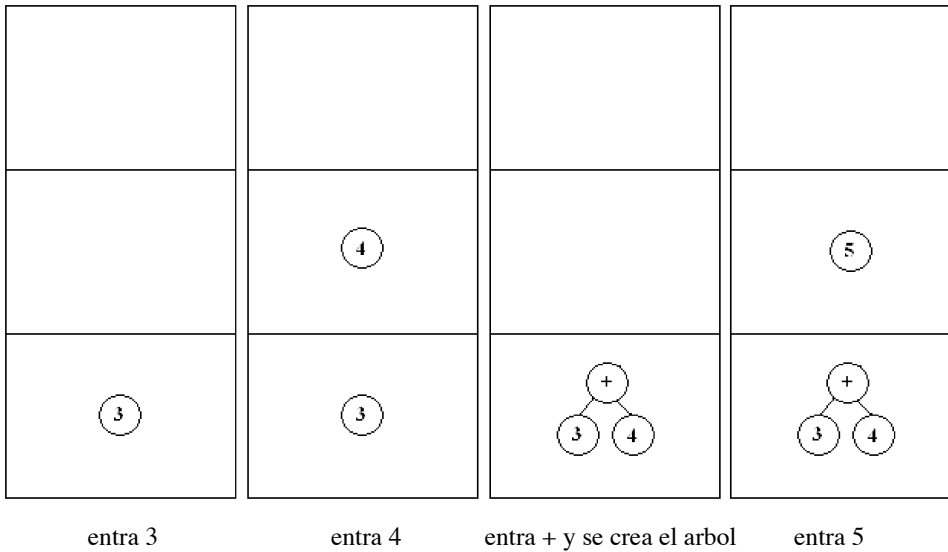 4
5
3
3
+
3 4
+
3 4
entra 3
entra 4
entra + y se crea el arbol
entra 5